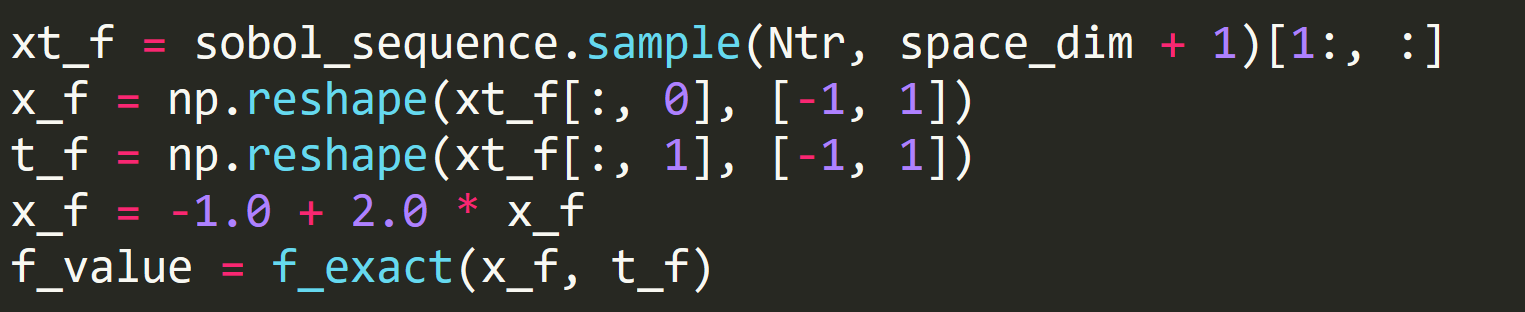 xt_f = sobol_sequence.sample(Ntr, space_dim + 1)[1:, :]
x_f = np.reshape(xt_f[:, 0], [-1, 1])
t_f = np.reshape(xt_f[:, 1], [-1, 1])
x_f = -1.0 + 2.0 * x_f
f_value = f_exact(x_f, t_f)